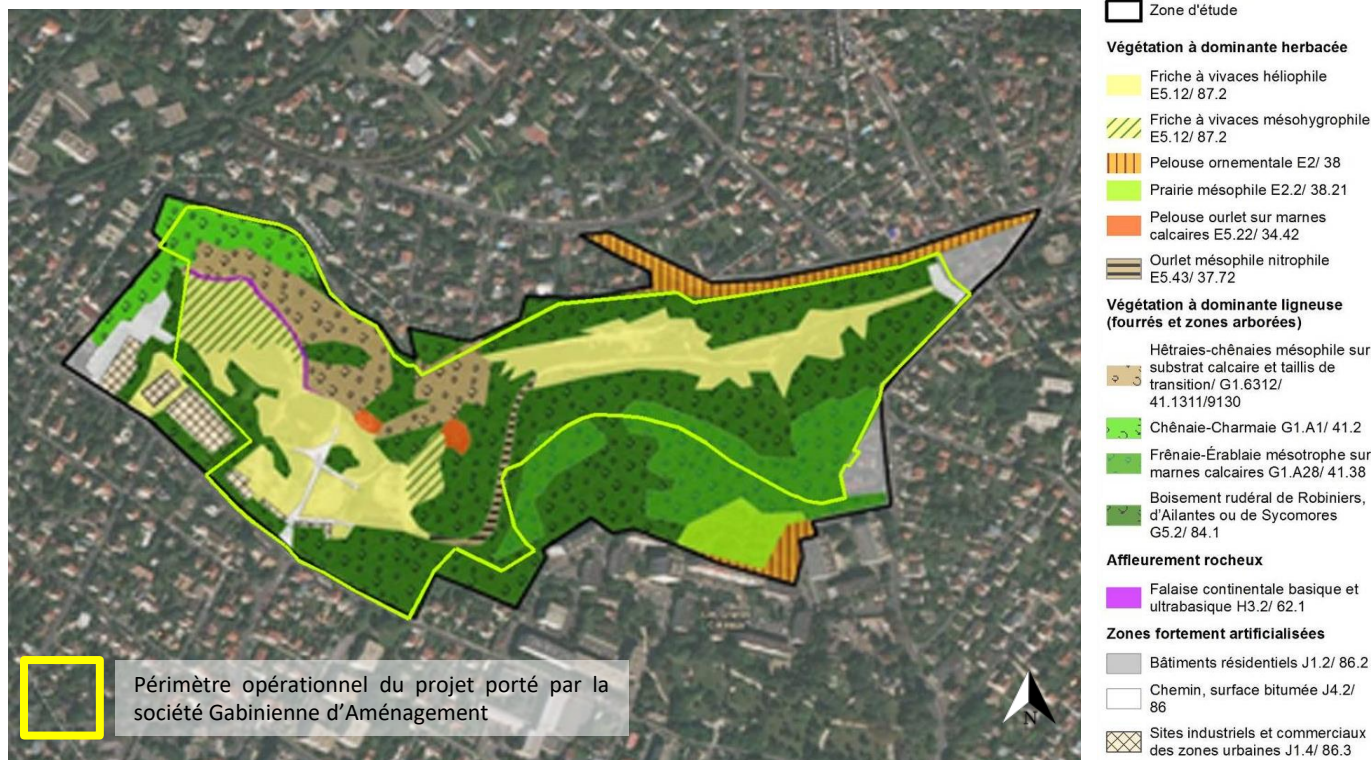 Zone d'étude
Végétation à dominante herbacée
Friche à vivaces héliophile
E5.12/ 87.2
Friche à vivaces mésohygrophile
E5.12/ 87.2
Pelouse ornementale E2/ 38
Prairie mésophile E2.2/ 38.21
Pelouse ourlet sur marnes
calcaires E5.22/ 34.42
Ourlet mésophile nitrophile
E5.43/ 37.72
Végétation à dominante ligneuse
(fourrés et zones arborées)
Hêtraies-chênaies mésophile sur
substrat calcaire et taillis de
transition/ G1.6312/
41.1311/9130
Chênaie-Charmaie G1.A1/ 41.2
Frênaie-Érablaie mésotrophe sur
marnes calcaires G1.A28/ 41.38
Boisement rudéral de Robiniers,
d'Ailantes ou de Sycomores
G5.2/ 84.1
Affleurement rocheux
Falaise continentale basique et
ultrabasique H3.2/ 62.1
Zones fortement artificialisées
Bâtiments résidentiels J1.2/ 86.2
Chemin, surface bitumée J4.2/
86
Sites industriels et commerciaux
des zones urbaines J1.4/ 86.3
Périmètre opérationnel du projet porté par la
société Gabinienne d'Aménagement
N